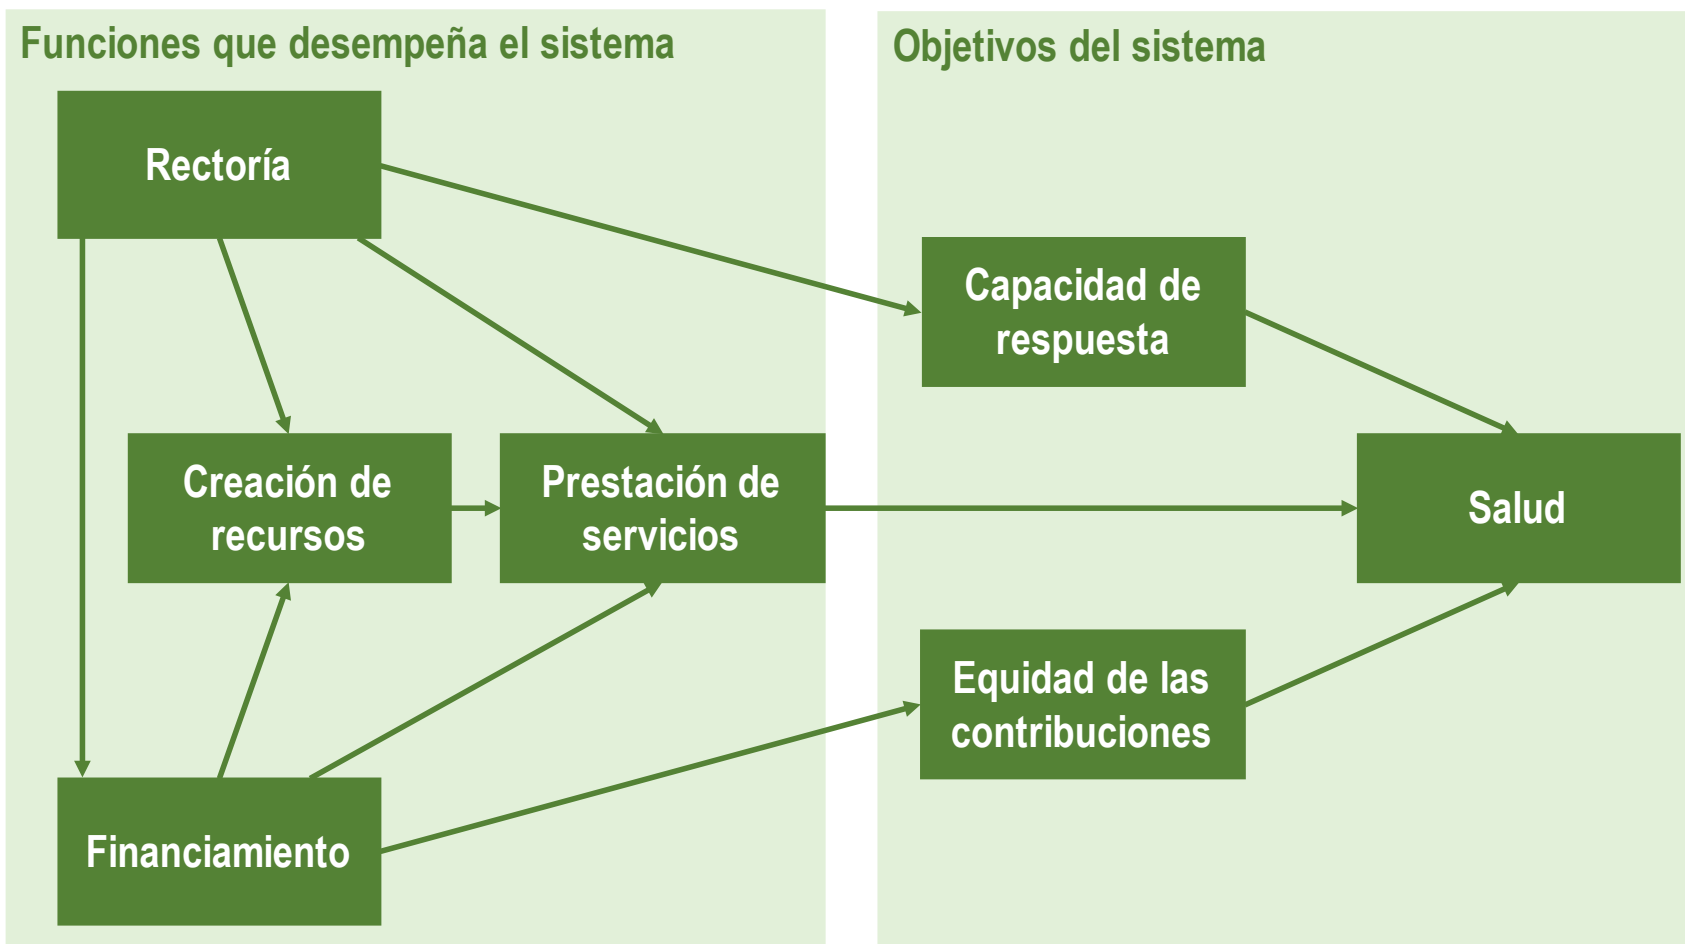 Funciones que desempeña el sistema
Rectoría
Creación de
recursos
Prestación de
servicios
Financiamiento
Objetivos del sistema
Capacidad de
respuesta
Salud
Equidad de las
contribuciones